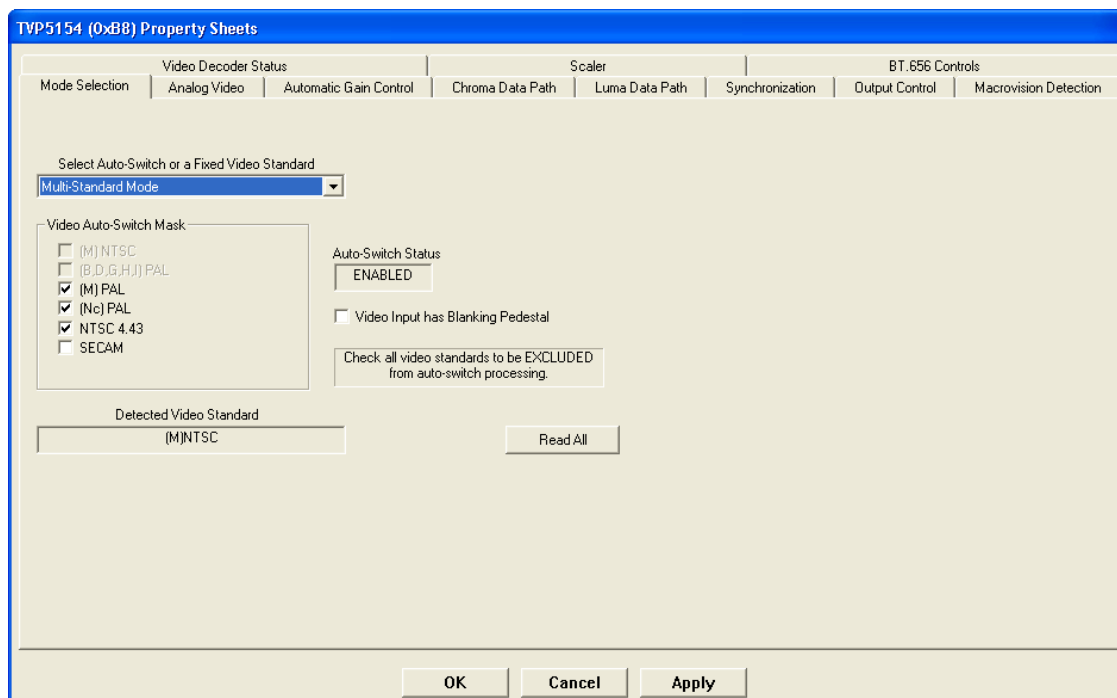 TVP5154 (0xB8) Property Sheets
Video Decoder Status Scaler BT.656 Controls
Mode Selection Analog Video Automatic Gain Control Chroma Data Path Luma Data Path Synchronization Output Control Macrovision Detection
Select Auto-Switch or a Fixed Video Standard
Multi-Standard Mode
Video Auto-Switch Mask
(M) NTSC
(B,D,G,H,I) PAL
(M) PAL
(Nc) PAL
NTSC 4.43
SECAM
Auto-Switch Status
ENABLED
Video Input has Blanking Pedestal
Check all video standards to be EXCLUDED
from auto-switch processing.
Detected Video Standard
(M)NTSC
Read All
OK Cancel Apply